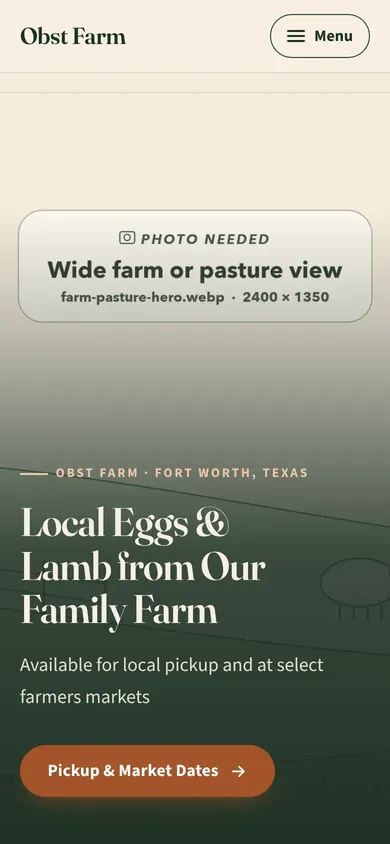 Obst Farm
Menu
PHOTO NEEDED
Wide farm or pasture view
farm-pasture-hero.webp · 2400 × 1350
OBST FARM · FORT WORTH, TEXAS
Local Eggs &
Lamb from Our
Family Farm
Available for local pickup and at select
farmers markets
Pickup & Market Dates →